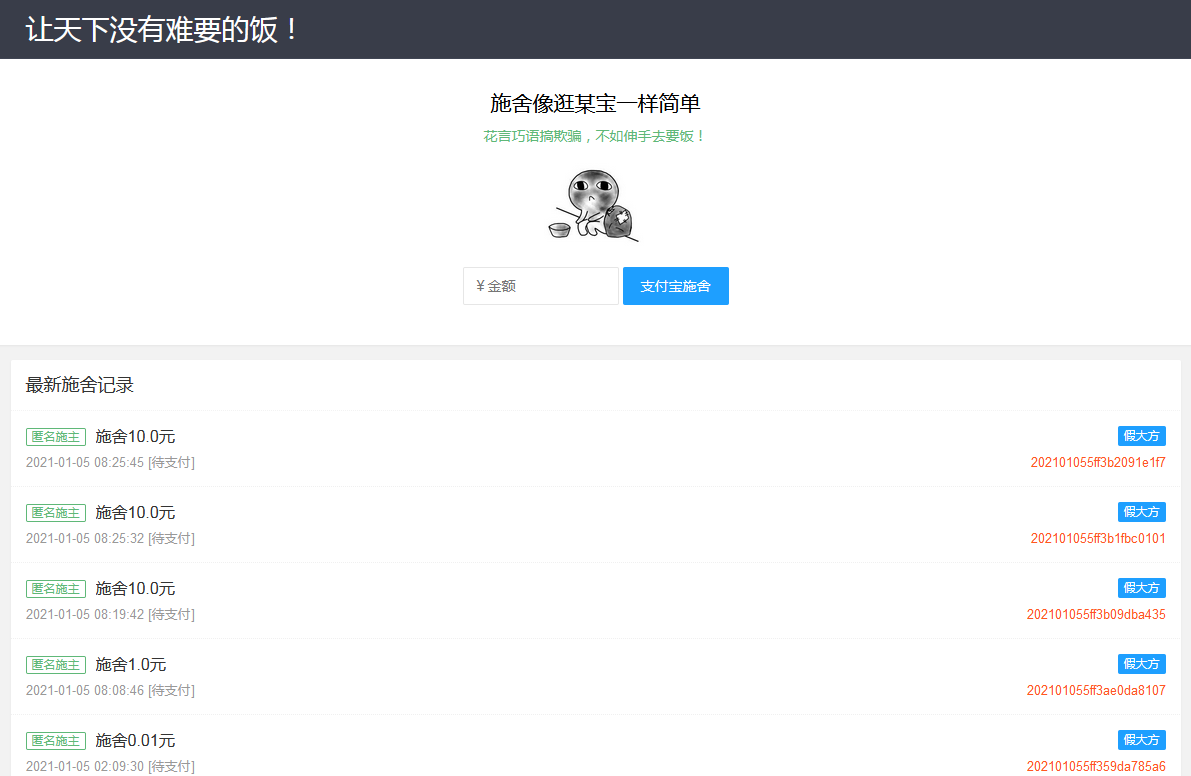 让天下没有难要的饭！
施舍像逛某宝一样简单
花言巧语搞欺骗，不如伸手去要饭！
￥金额 支付宝施舍
最新施舍记录
匿名施主 施舍10.0元 假大方
2021-01-05 08:25:45 [待支付] 202101055ff3b2091e1f7
匿名施主 施舍10.0元 假大方
2021-01-05 08:25:32 [待支付] 202101055ff3b1fbc0101
匿名施主 施舍10.0元 假大方
2021-01-05 08:19:42 [待支付] 202101055ff3b09dba435
匿名施主 施舍1.0元 假大方
2021-01-05 08:08:46 [待支付] 202101055ff3ae0da8107
匿名施主 施舍0.01元 假大方
2021-01-05 02:09:30 [待支付] 202101055ff359da785a6